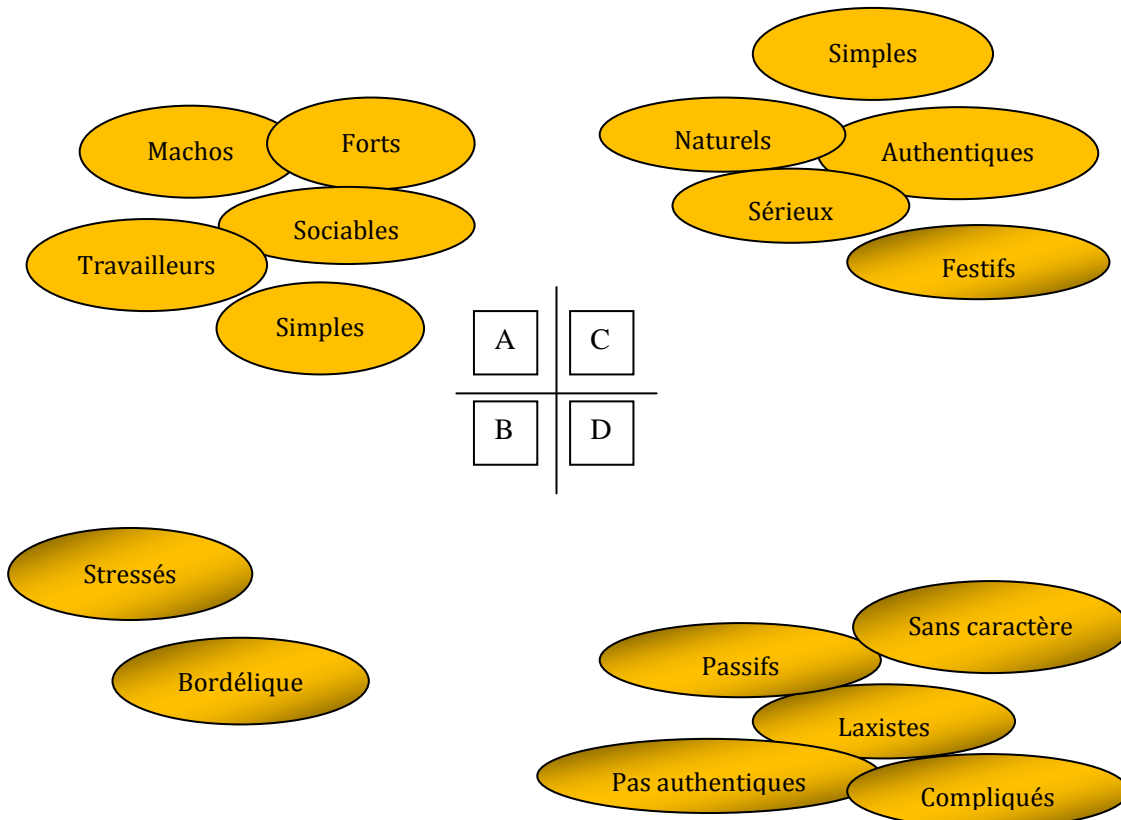 Simples
Machos
Forts
Naturels
Authentiques
Sérieux
Sociables
Travailleurs
Festifs
Simples
A
C
B
D
Stressés
Sans caractère
Passifs
Bordélique
Laxistes
Pas authentiques
Compliqués